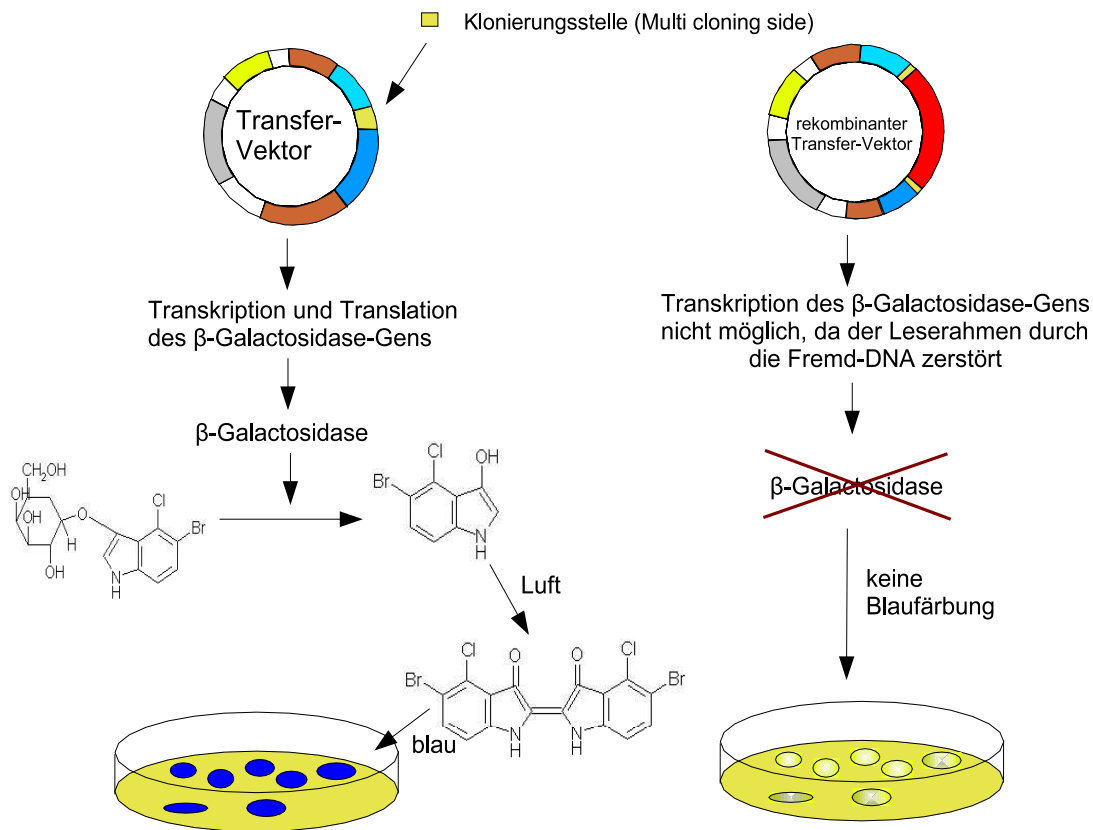 Klonierungsstelle (Multi cloning side)
Transfer-
Vektor
rekombinanter
Transfer-Vektor
Transkription und Translation
des β-Galactosidase-Gens
Transkription des β-Galactosidase-Gens
nicht möglich, da der Leserahmen durch
die Fremd-DNA zerstört
β-Galactosidase
β-Galactosidase
CH2OH
OH
OH
OH
O
H
Cl
Br
N
H
Cl
Br
OH
N
H
Luft
keine
Blaufärbung
Cl
O
O
Cl
Br
Br
N
H
N
H
blau